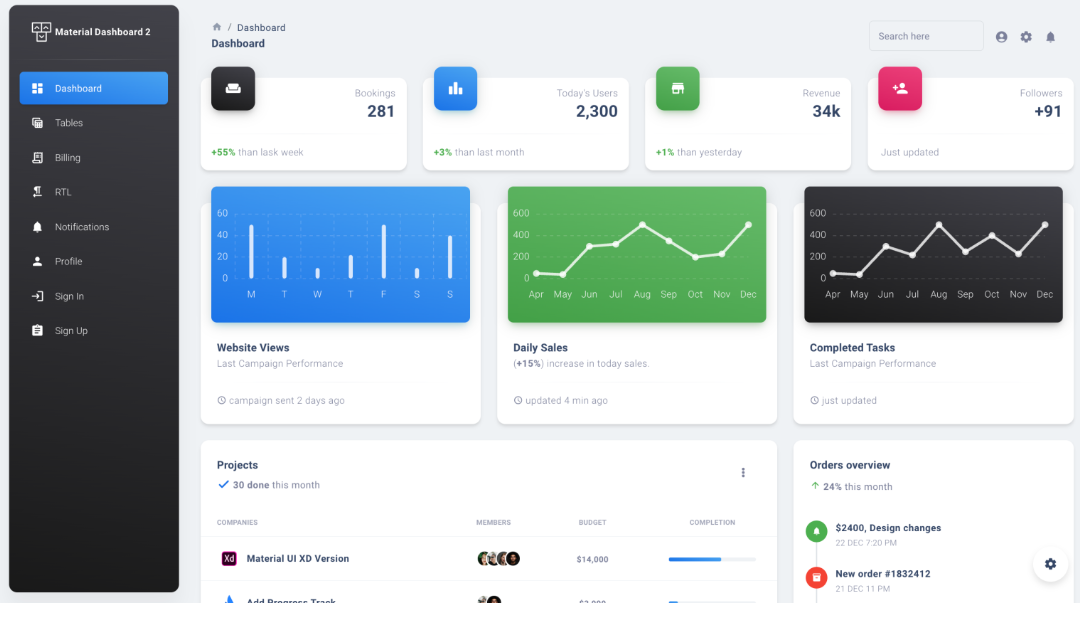 Material Dashboard 2
Dashboard
Tables
Billing
RTL
Notifications
Profile
Sign In
Sign Up
/ Dashboard
Dashboard
Search here
Bookings
281
+55% than lask week
Today's Users
2,300
+3% than last month
Revenue
34k
+1% than yesterday
Followers
+91
Just updated
60
40
20
0
M T W T F S S
Website Views
Last Campaign Performance
campaign sent 2 days ago
600
400
200
0
Apr May Jun Jul Aug Sep Oct Nov Dec
Daily Sales
(+15%) increase in today sales.
updated 4 min ago
600
400
200
0
Apr May Jun Jul Aug Sep Oct Nov Dec
Completed Tasks
Last Campaign Performance
just updated
Projects
30 done this month
COMPANIES MEMBERS BUDGET COMPLETION
Xd Material UI XD Version $14,000
Add Progress Track $3,000
Orders overview
24% this month
$2400, Design changes
22 DEC 7:20 PM
New order #1832412
21 DEC 11 PM